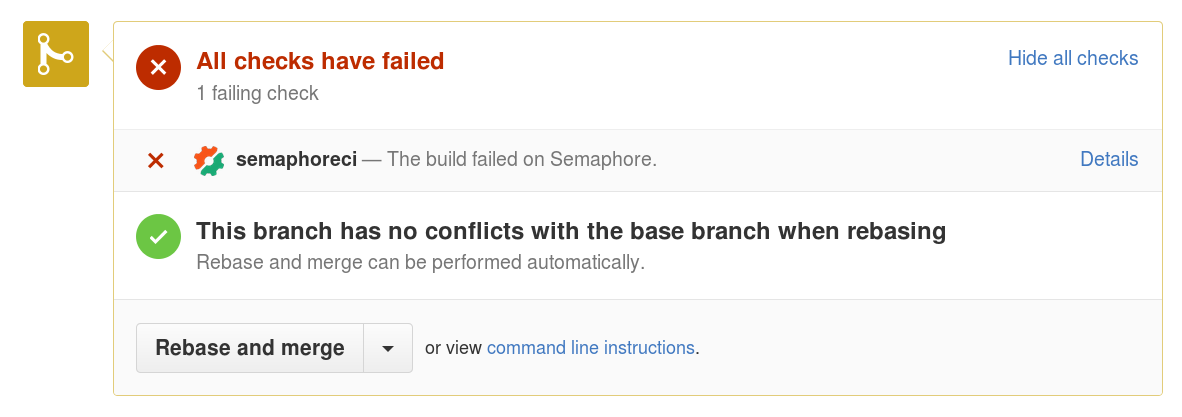 All checks have failed
Hide all checks
1 failing check
semaphoreci — The build failed on Semaphore.
Details
This branch has no conflicts with the base branch when rebasing
Rebase and merge can be performed automatically.
Rebase and merge
or view command line instructions.